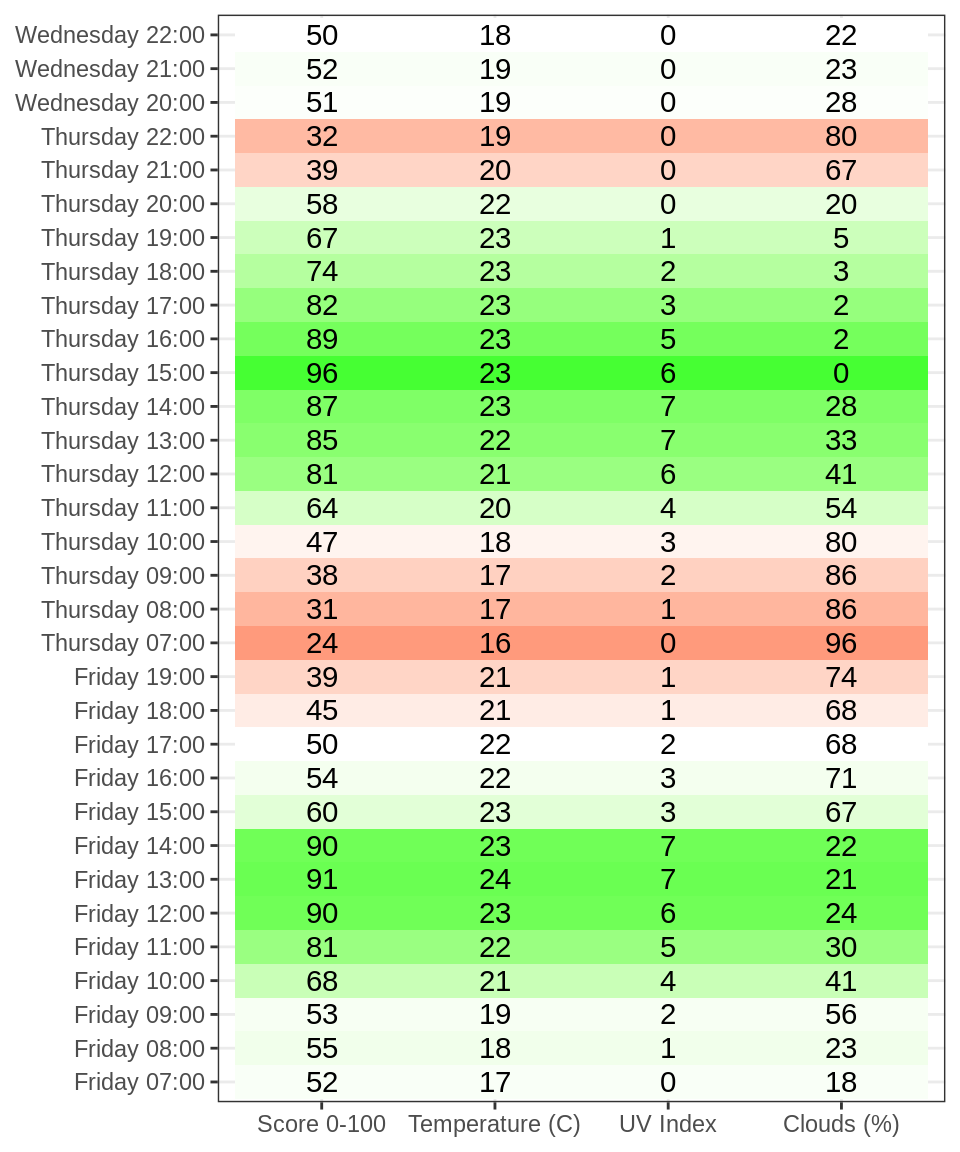 Wednesday 22:00 50 18 0 22
Wednesday 21:00 52 19 0 23
Wednesday 20:00 51 19 0 28
Thursday 22:00 32 19 0 80
Thursday 21:00 39 20 0 67
Thursday 20:00 58 22 0 20
Thursday 19:00 67 23 1 5
Thursday 18:00 74 23 2 3
Thursday 17:00 82 23 3 2
Thursday 16:00 89 23 5 2
Thursday 15:00 96 23 6 0
Thursday 14:00 87 23 7 28
Thursday 13:00 85 22 7 33
Thursday 12:00 81 21 6 41
Thursday 11:00 64 20 4 54
Thursday 10:00 47 18 3 80
Thursday 09:00 38 17 2 86
Thursday 08:00 31 17 1 86
Thursday 07:00 24 16 0 96
Friday 19:00 39 21 1 74
Friday 18:00 45 21 1 68
Friday 17:00 50 22 2 68
Friday 16:00 54 22 3 71
Friday 15:00 60 23 3 67
Friday 14:00 90 23 7 22
Friday 13:00 91 24 7 21
Friday 12:00 90 23 6 24
Friday 11:00 81 22 5 30
Friday 10:00 68 21 4 41
Friday 09:00 53 19 2 56
Friday 08:00 55 18 1 23
Friday 07:00 52 17 0 18
Score 0-100 Temperature (C) UV Index Clouds (%)